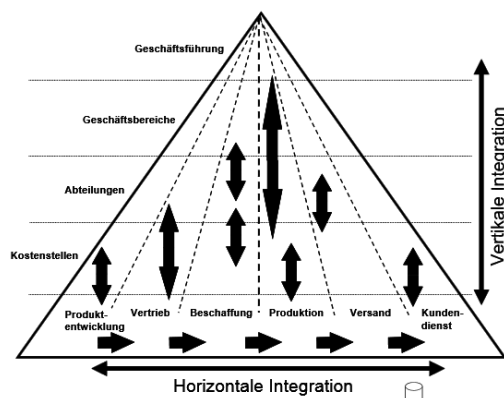 Geschäftsführung
Geschäftsbereiche
Abteilungen
Kostenstellen
Produkt-
entwicklung
Vertrieb
Beschaffung
Produktion
Versand
Kunden-
dienst
Horizontale Integration
Vertikale Integration